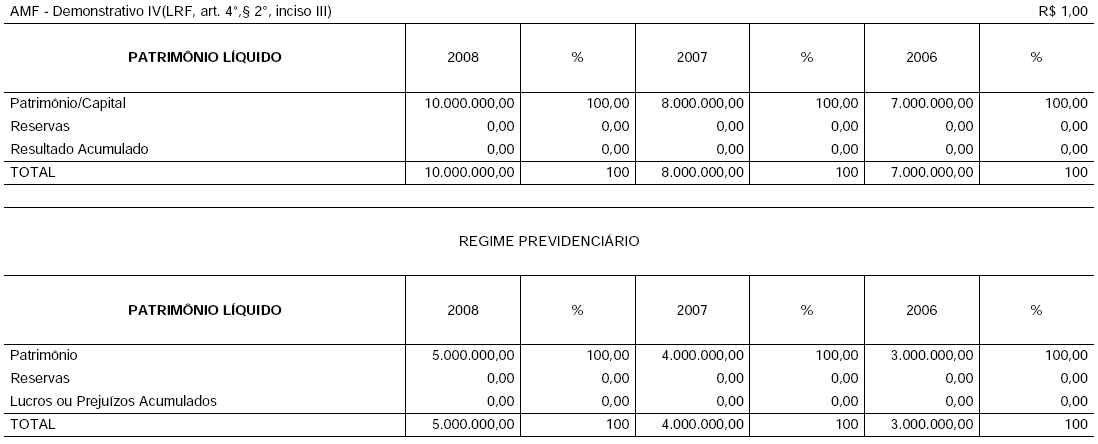 AMF - Demonstrativo IV(LRF, art. 4°,§ 2°, inciso III) R$ 1,00
PATRIMÔNIO LÍQUIDO 2008 % 2007 % 2006 %
Patrimônio/Capital 10.000.000,00 100,00 8.000.000,00 100,00 7.000.000,00 100,00
Reservas 0,00 0,00 0,00 0,00 0,00 0,00
Resultado Acumulado 0,00 0,00 0,00 0,00 0,00 0,00
TOTAL 10.000.000,00 100 8.000.000,00 100 7.000.000,00 100
REGIME PREVIDENCIÁRIO
PATRIMÔNIO LÍQUIDO 2008 % 2007 % 2006 %
Patrimônio 5.000.000,00 100,00 4.000.000,00 100,00 3.000.000,00 100,00
Reservas 0,00 0,00 0,00 0,00 0,00 0,00
Lucros ou Prejuízos Acumulados 0,00 0,00 0,00 0,00 0,00 0,00
TOTAL 5.000.000,00 100 4.000.000,00 100 3.000.000,00 100